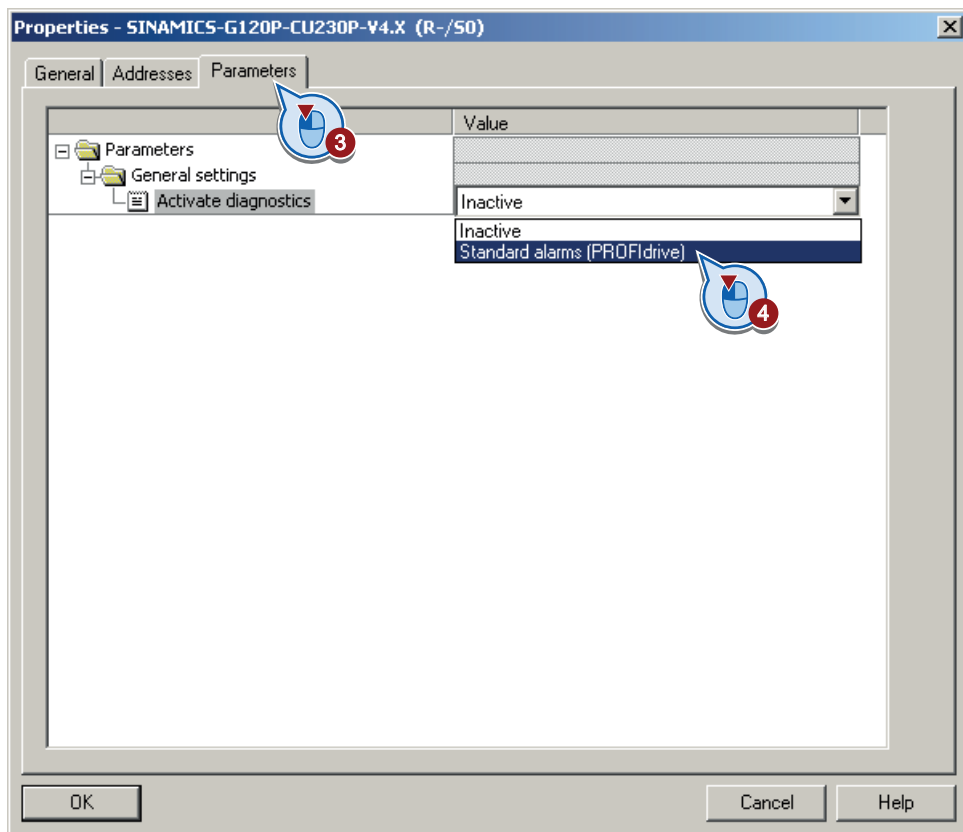 Properties - SINAMICS-G120P-CU230P-V4.X (R-/S0)
General Addresses Parameters
3
Value
Parameters
General settings
Activate diagnostics Inactive
Inactive
Standard alarms (PROFIdrive)
4
OK Cancel Help